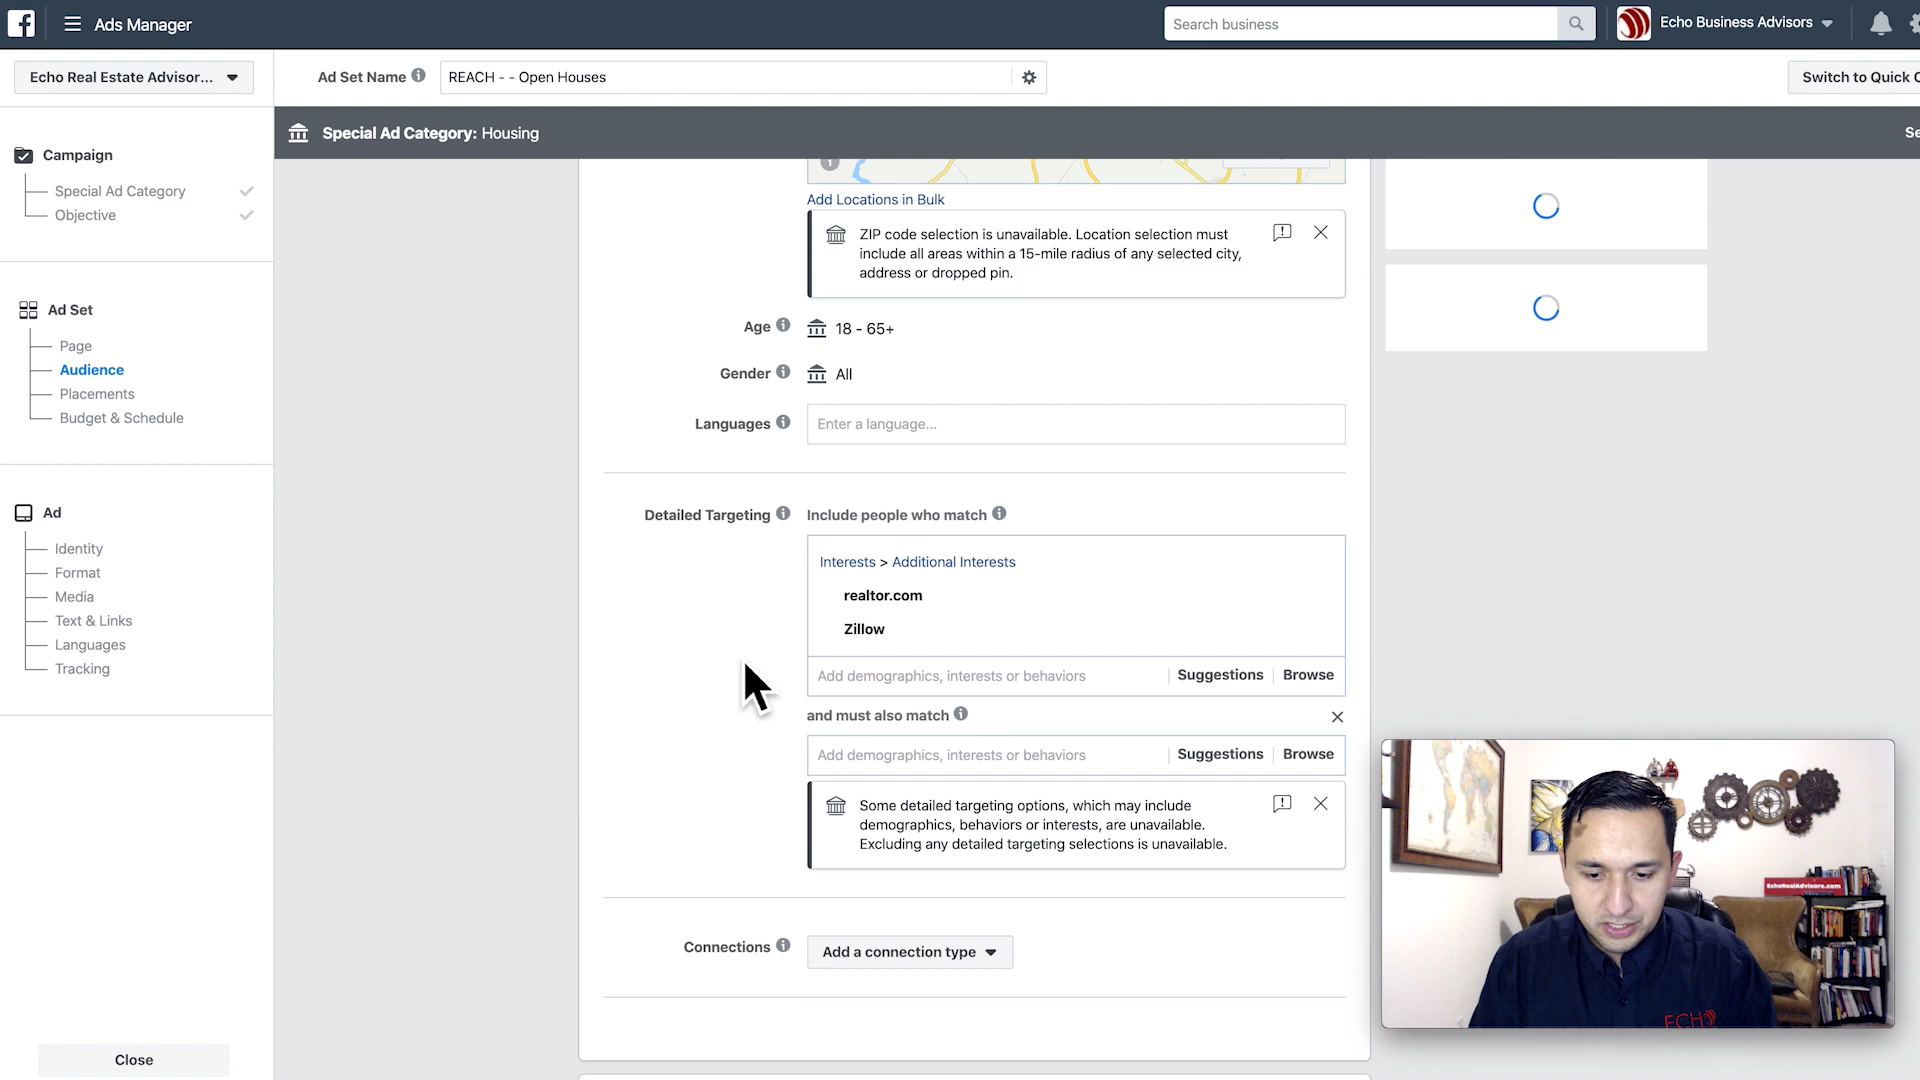 Ads Manager
Search business
Echo Business Advisors
Echo Real Estate Advisor...
Ad Set Name
REACH - - Open Houses
Switch to Quick C
Special Ad Category: Housing
Se
Campaign
Special Ad Category
Objective
Ad Set
Page
Audience
Placements
Budget & Schedule
Ad
Identity
Format
Media
Text & Links
Languages
Tracking
Close
Add Locations in Bulk
ZIP code selection is unavailable. Location selection must
include all areas within a 15-mile radius of any selected city,
address or dropped pin.
Age
18 - 65+
Gender
All
Languages
Enter a language...
Detailed Targeting
Include people who match
Interests > Additional Interests
realtor.com
Zillow
Add demographics, interests or behaviors
Suggestions
Browse
and must also match
Add demographics, interests or behaviors
Suggestions
Browse
Some detailed targeting options, which may include
demographics, behaviors or interests, are unavailable.
Excluding any detailed targeting selections is unavailable.
Connections
Add a connection type
EchoRealAdvisors.com
ECHO